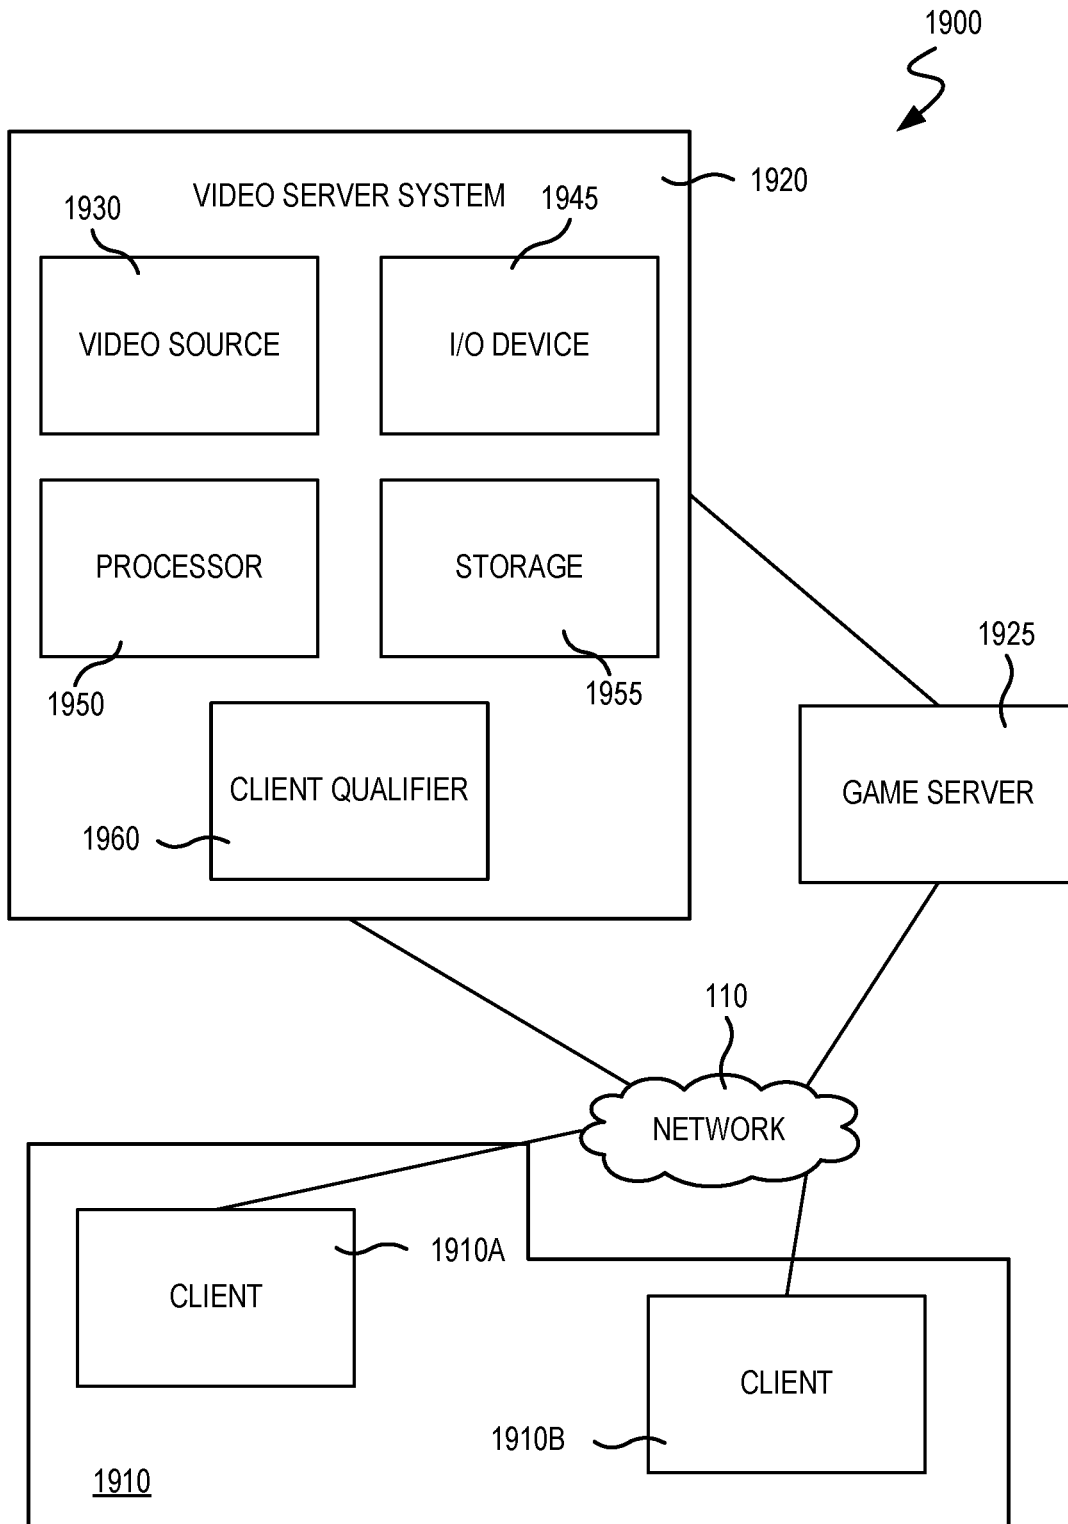 1900
VIDEO SERVER SYSTEM
1920
1930
1945
VIDEO SOURCE
I/O DEVICE
PROCESSOR
STORAGE
1950
1955
1925
CLIENT QUALIFIER
GAME SERVER
1960
110
NETWORK
1910A
CLIENT
CLIENT
1910B
1910